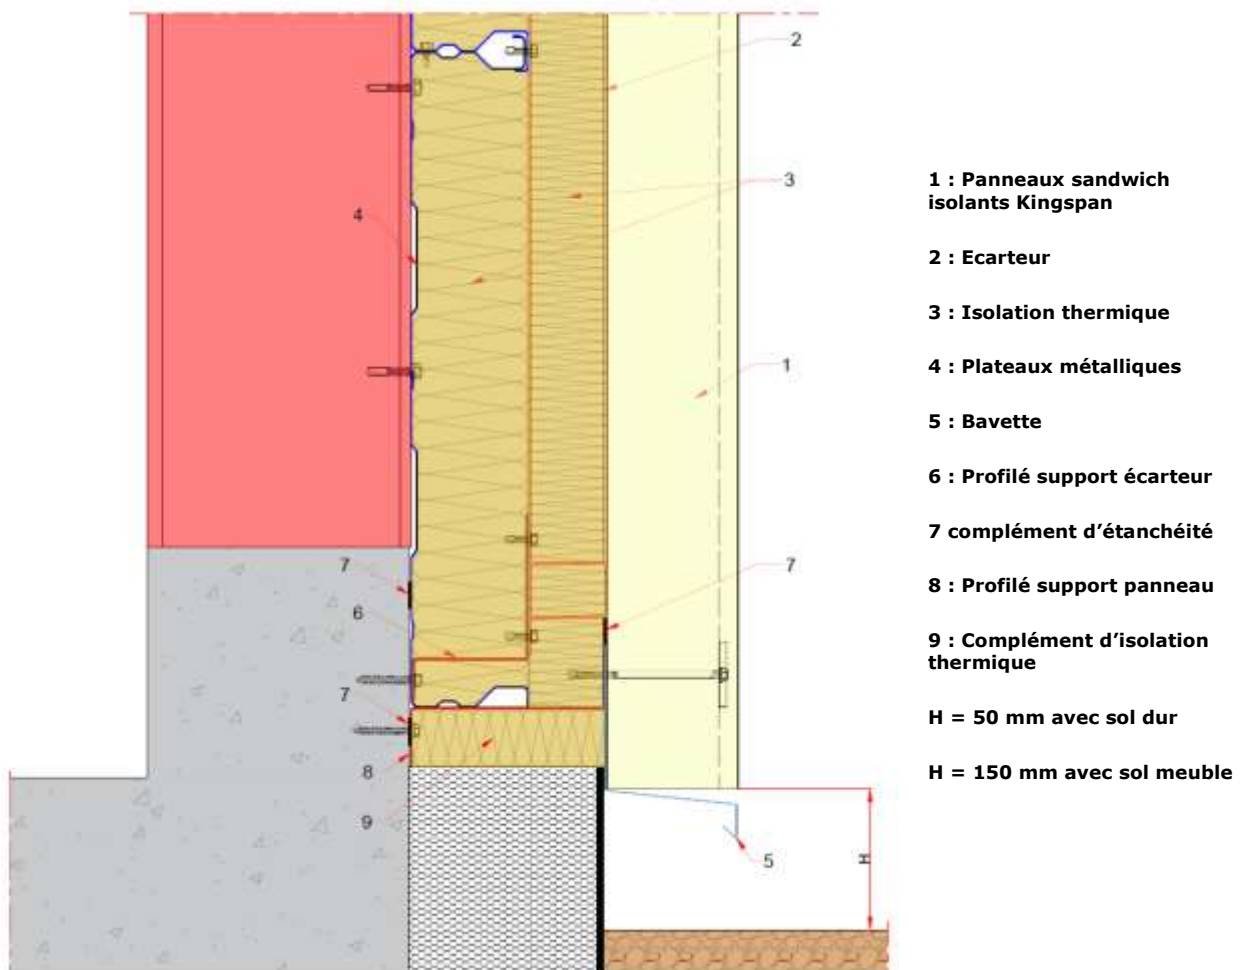 2
3
4
1
7
7
6
7
8
9
5
H
1 : Panneaux sandwich
isolants Kingspan
2 : Ecarteur
3 : Isolation thermique
4 : Plateaux métalliques
5 : Bavette
6 : Profilé support écarteur
7 complément d’étanchéité
8 : Profilé support panneau
9 : Complément d’isolation
thermique
H = 50 mm avec sol dur
H = 150 mm avec sol meuble